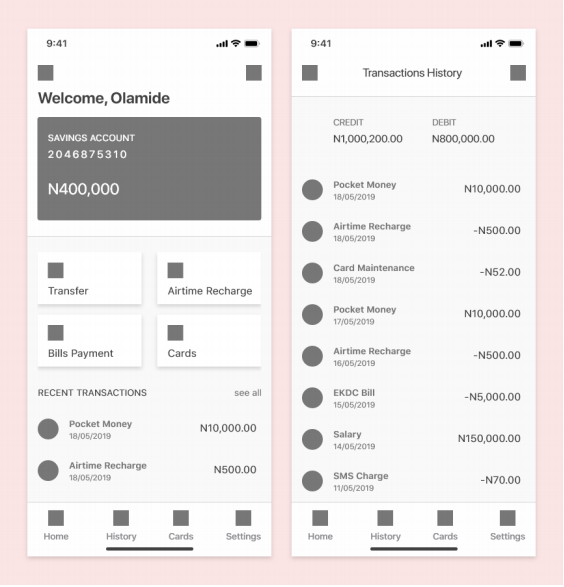 9:41
Welcome, Olamide
SAVINGS ACCOUNT
2046875310
N400,000
Transfer
Airtime Recharge
Bills Payment
Cards
RECENT TRANSACTIONS see all
Pocket Money N10,000.00
18/05/2019
Airtime Recharge N500.00
18/05/2019
Home History Cards Settings
9:41
Transactions History
CREDIT DEBIT
N1,000,200.00 N800,000.00
Pocket Money N10,000.00
18/05/2019
Airtime Recharge -N500.00
18/05/2019
Card Maintenance -N52.00
18/05/2019
Pocket Money N10,000.00
17/05/2019
Airtime Recharge -N500.00
16/05/2019
EKDC Bill -N5,000.00
15/05/2019
Salary N150,000.00
14/05/2019
SMS Charge -N70.00
11/05/2019
Home History Cards Settings